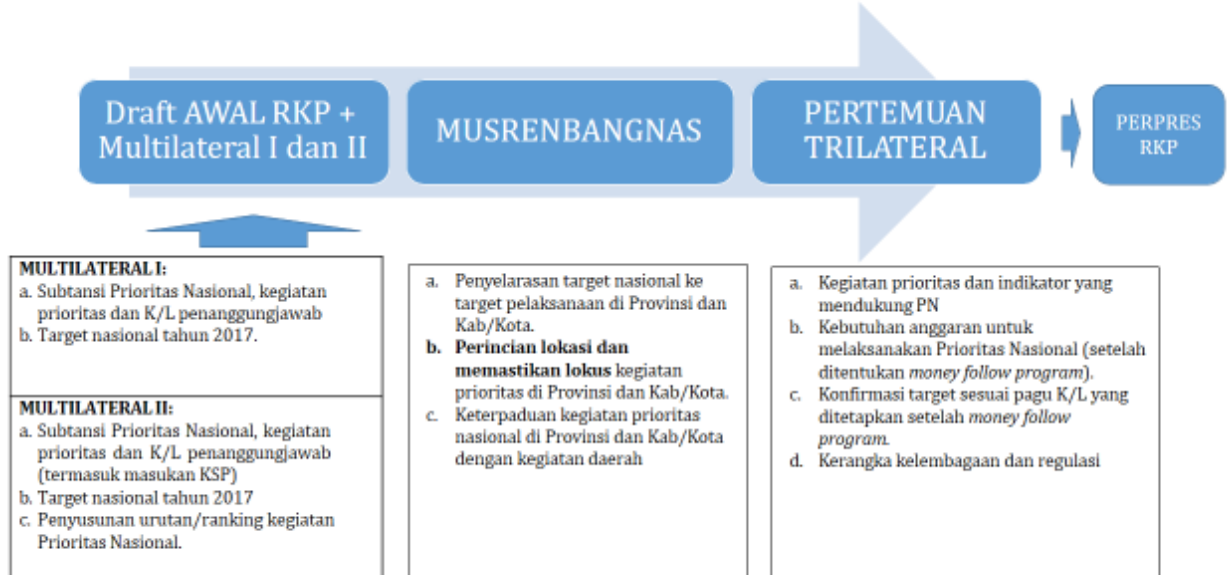 Draft AWAL RKP +
Multilateral I dan II
MUSRENBANGNAS
PERTEMUAN
TRILATERAL
PERPRES
RKP
MULTILATERAL I:
a. Subtansi Prioritas Nasional, kegiatan
prioritas dan K/L penanggungjawab
b. Target nasional tahun 2017.
MULTILATERAL II:
a. Subtansi Prioritas Nasional, kegiatan
prioritas dan K/L penanggungjawab
(termasuk masukan KSP)
b. Target nasional tahun 2017
c. Penyusunan urutan/ranking kegiatan
Prioritas Nasional.
a. Penyelarasan target nasional ke
target pelaksanaan di Provinsi dan
Kab/Kota.
b. Perincian lokasi dan
memastikan lokus kegiatan
prioritas di Provinsi dan Kab/Kota.
c. Keterpaduan kegiatan prioritas
nasional di Provinsi dan Kab/Kota
dengan kegiatan daerah
a. Kegiatan prioritas dan indikator yang
mendukung PN
b. Kebutuhan anggaran untuk
melaksanakan Prioritas Nasional (setelah
ditentukan money follow program).
c. Konfirmasi target sesuai pagu K/L yang
ditetapkan setelah money follow
program.
d. Kerangka kelembagaan dan regulasi